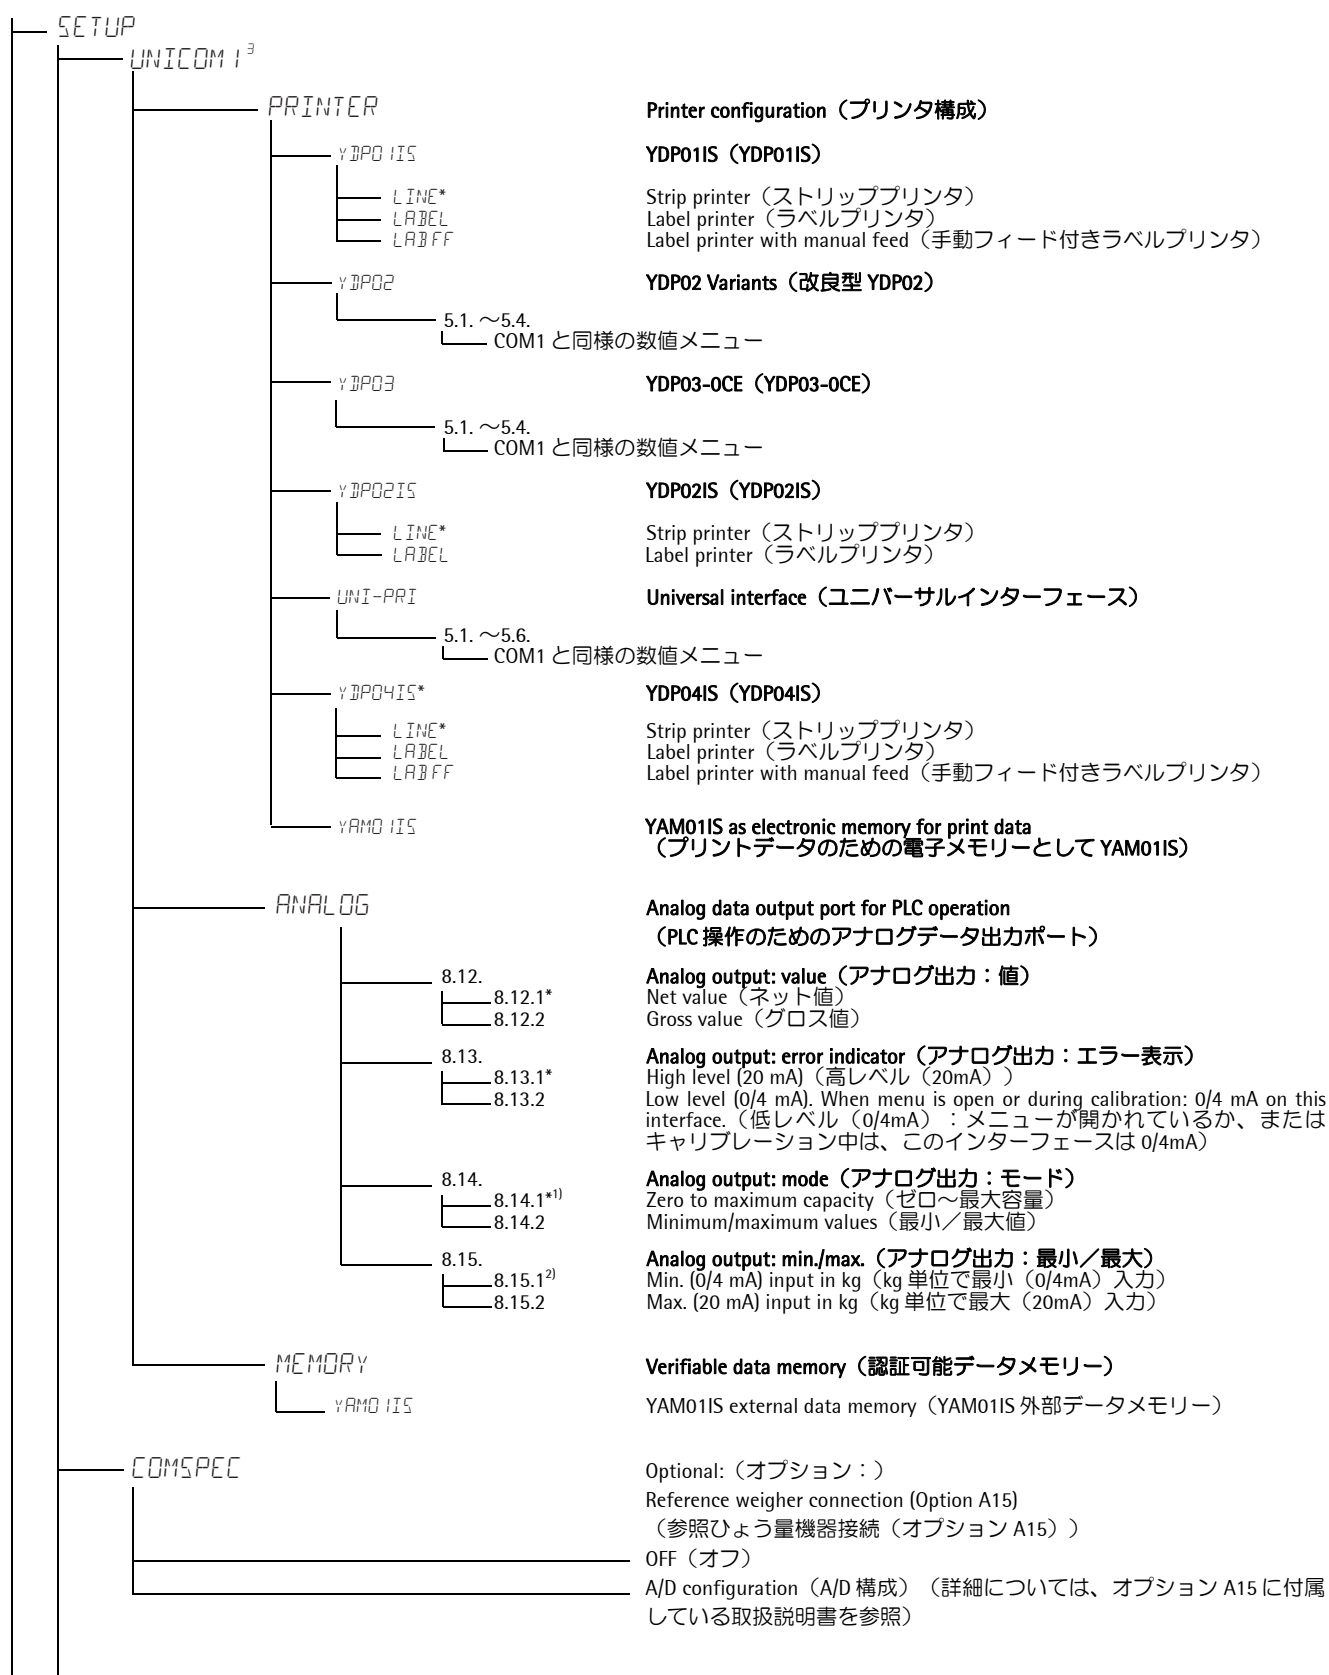 SETUP
UNICOM1 3
PRINTER Printer configuration（プリンタ構成）
YDP01IS YDP01IS（YDP01IS）
LINE* Strip printer（ストリッププリンタ）
LABEL Label printer（ラベルプリンタ）
LABFF Label printer with manual feed（手動フィード付きラベルプリンタ）
YDP02 YDP02 Variants（改良型 YDP02）
5.1. 〜5.4.
COM1 と同様の数値メニュー
YDP03 YDP03-0CE（YDP03-0CE）
5.1. 〜5.4.
COM1 と同様の数値メニュー
YDP02IS YDP02IS（YDP02IS）
LINE* Strip printer（ストリッププリンタ）
LABEL Label printer（ラベルプリンタ）
UNI-PRI Universal interface（ユニバーサルインターフェース）
5.1. 〜5.6.
COM1 と同様の数値メニュー
YDP04IS* YDP04IS（YDP04IS）
LINE* Strip printer（ストリッププリンタ）
LABEL Label printer（ラベルプリンタ）
LABFF Label printer with manual feed（手動フィード付きラベルプリンタ）
YAM01IS YAM01IS as electronic memory for print data
（プリントデータのための電子メモリーとして YAM01IS）
ANALOG Analog data output port for PLC operation
（PLC 操作のためのアナログデータ出力ポート）
8.12. Analog output: value（アナログ出力：値）
8.12.1* Net value（ネット値）
8.12.2 Gross value（グロス値）
8.13. Analog output: error indicator（アナログ出力：エラー表示）
8.13.1* High level (20 mA)（高レベル（20mA））
8.13.2 Low level (0/4 mA). When menu is open or during calibration: 0/4 mA on this
interface.（低レベル（0/4mA）：メニューが開かれているか、または
キャリブレーション中は、このインターフェースは 0/4mA）
8.14. Analog output: mode（アナログ出力：モード）
8.14.1*1) Zero to maximum capacity（ゼロ〜最大容量）
8.14.2 Minimum/maximum values（最小／最大値）
8.15. Analog output: min./max.（アナログ出力：最小／最大）
8.15.12) Min. (0/4 mA) input in kg（kg 単位で最小（0/4mA）入力）
8.15.2 Max. (20 mA) input in kg（kg 単位で最大（20mA）入力）
MEMORY Verifiable data memory（認証可能データメモリー）
YAM01IS YAM01IS external data memory（YAM01IS 外部データメモリー）
COMSPEC Optional:（オプション：）
Reference weigher connection (Option A15)
（参照ひょう量機器接続（オプション A15））
OFF（オフ）
A/D configuration（A/D 構成）（詳細については、オプション A15 に付属
している取扱説明書を参照）